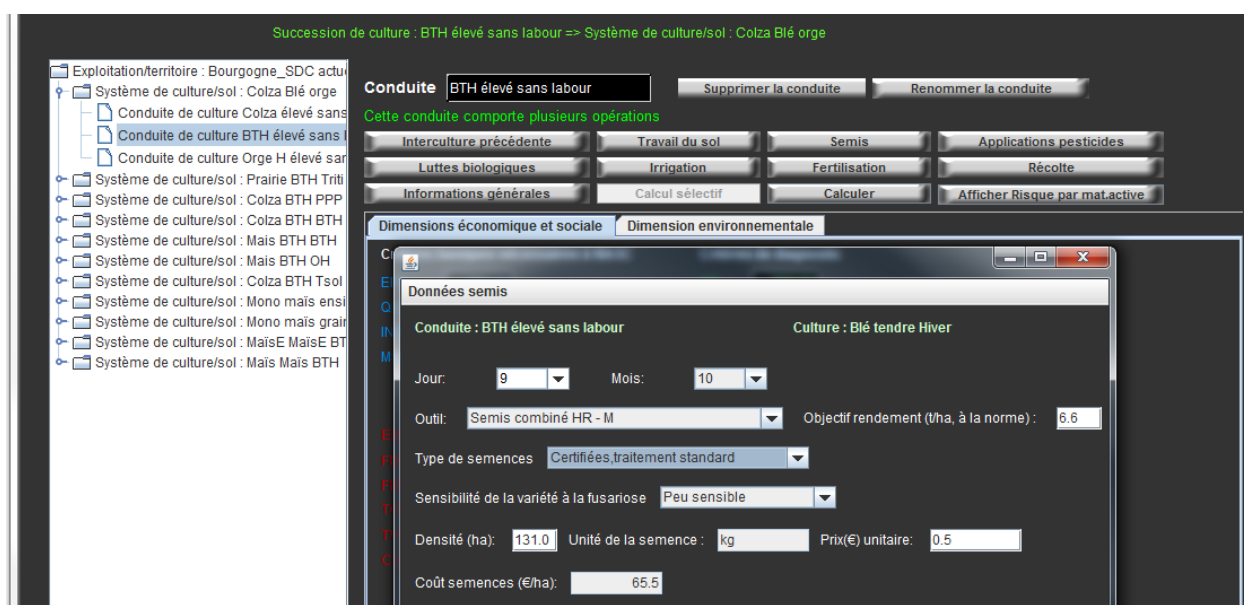 Succession de culture : BTH élevé sans labour => Système de culture/sol : Colza Blé orge
Exploitation/territoire : Bourgogne_SDC actu
Système de culture/sol : Colza Blé orge
Conduite de culture Colza élevé sans
Conduite de culture BTH élevé sans l
Conduite de culture Orge H élevé sar
Système de culture/sol : Prairie BTH Triti
Système de culture/sol : Colza BTH PPP
Système de culture/sol : Colza BTH BTH
Système de culture/sol : Mais BTH BTH
Système de culture/sol : Mais BTH OH
Système de culture/sol : Colza BTH Tsol
Système de culture/sol : Mono maïs ensi
Système de culture/sol : Mono maïs grair
Système de culture/sol : MaïsE MaïsE BT
Système de culture/sol : Maïs Maïs BTH
Conduite BTH élevé sans labour Supprimer la conduite Renommer la conduite
Cette conduite comporte plusieurs opérations
Interculture précédente Travail du sol Semis Applications pesticides
Luttes biologiques Irrigation Fertilisation Récolte
Informations générales Calcul sélectif Calculer Afficher Risque par mat.active
Dimensions économique et sociale Dimension environnementale
Données semis
Conduite : BTH élevé sans labour Culture : Blé tendre Hiver
Jour: 9 Mois: 10
Outil: Semis combiné HR - M Objectif rendement (t/ha, à la norme) : 6.6
Type de semences Certifiées,traitement standard
Sensibilité de la variété à la fusariose Peu sensible
Densité (ha): 131.0 Unité de la semence : kg Prix(€) unitaire: 0.5
Coût semences (€/ha): 65.5